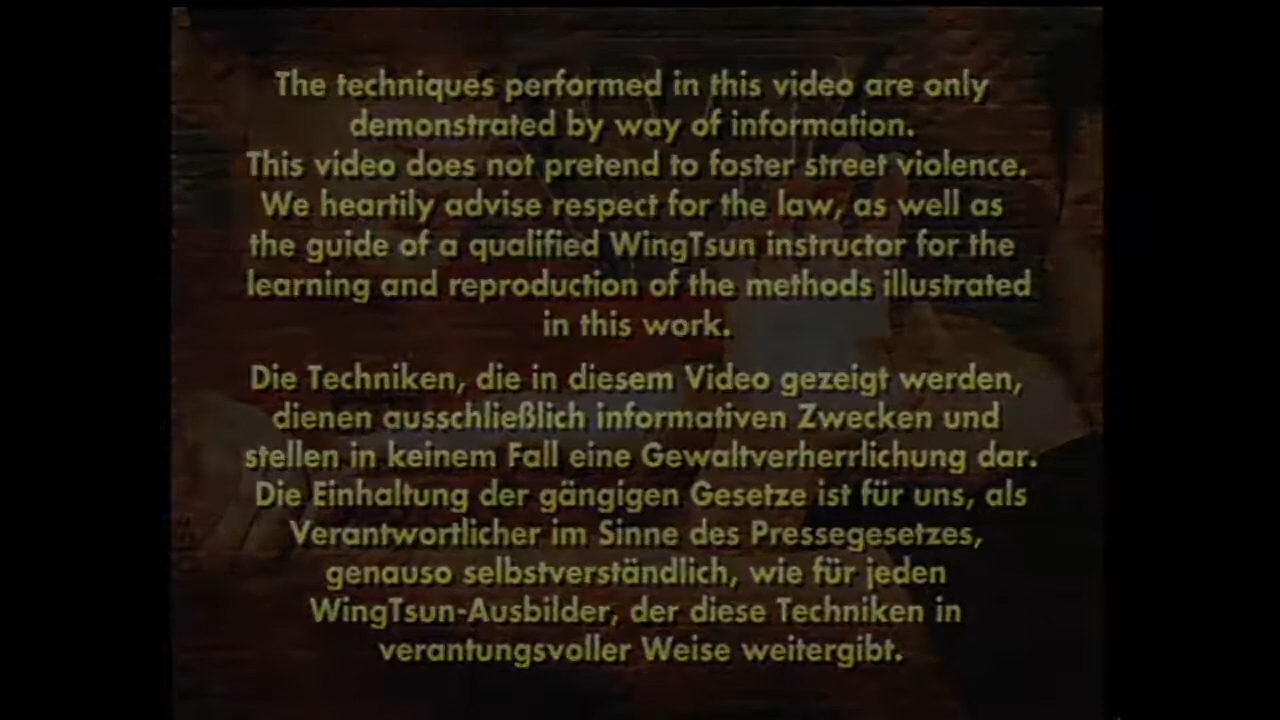 The techniques performed in this video are only
demonstrated by way of information.
This video does not pretend to foster street violence.
We heartily advise respect for the law, as well as
the guide of a qualified WingTsun instructor for the
learning and reproduction of the methods illustrated
in this work.
Die Techniken, die in diesem Video gezeigt werden,
dienen ausschließlich informativen Zwecken und
stellen in keinem Fall eine Gewaltverherrlichung dar.
Die Einhaltung der gängigen Gesetze ist für uns, als
Verantwortlicher im Sinne des Pressegesetzes,
genauso selbstverständlich, wie für jeden
WingTsun-Ausbilder, der diese Techniken in
verantungsvoller Weise weitergibt.